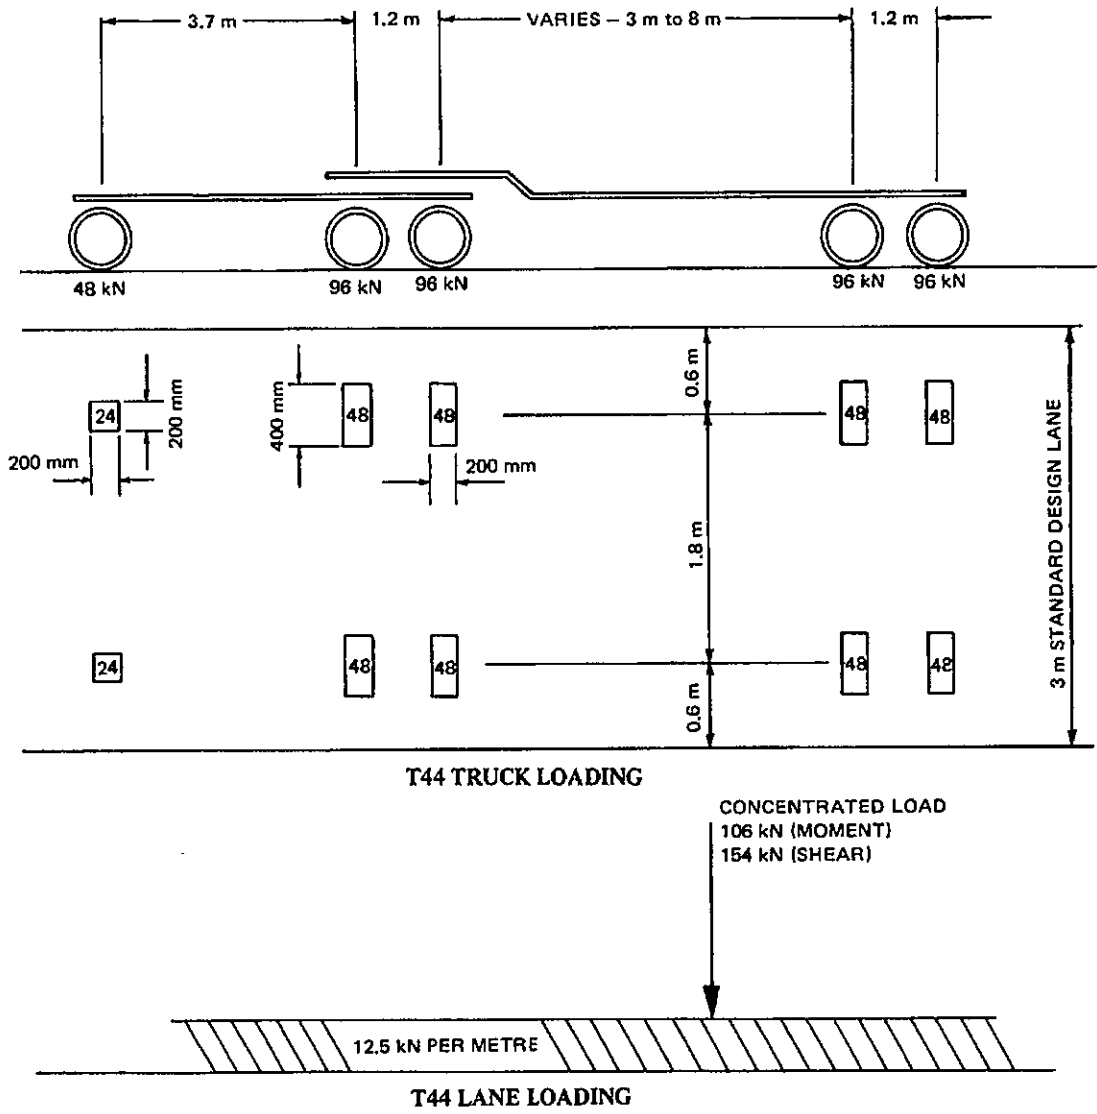 3.7 m
1.2 m
VARIES – 3 m to 8 m
1.2 m
48 kN
96 kN
96 kN
96 kN
96 kN
0.6 m
24
200 mm
400 mm
48
48
48
48
200 mm
200 mm
1.8 m
3 m STANDARD DESIGN LANE
24
48
48
48
48
0.6 m
T44 TRUCK LOADING
CONCENTRATED LOAD
106 kN (MOMENT)
154 kN (SHEAR)
12.5 kN PER METRE
T44 LANE LOADING